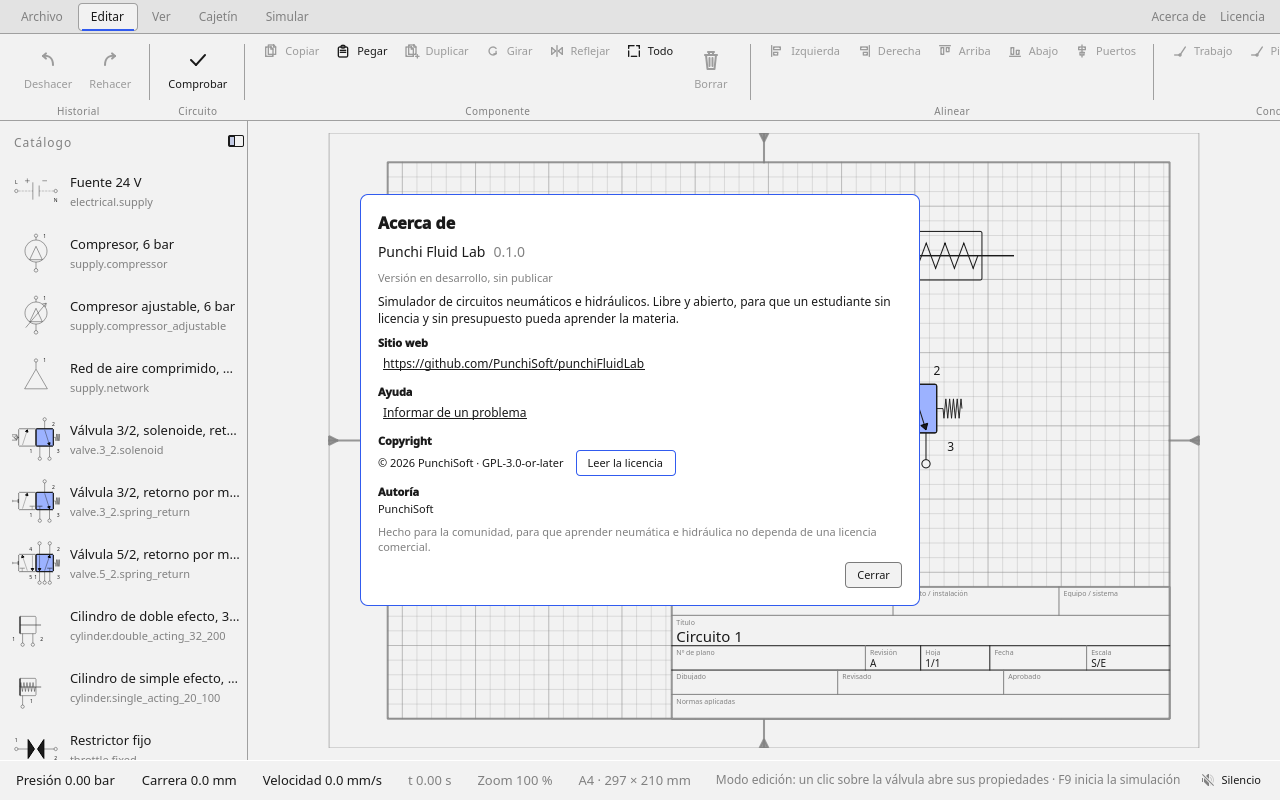 Archivo Editar Ver Cajetín Simular Acerca de Licencia
Copiar Pegar Duplicar Girar Reflejar Todo Izquierda Derecha Arriba Abajo Puertos Trabajo
Deshacer Rehacer Comprobar Borrar
Historial Circuito Componente Alinear
Catálogo
Fuente 24 V
electrical.supply
Compresor, 6 bar
supply.compressor
Compresor ajustable, 6 bar
supply.compressor_adjustable
Red de aire comprimido, ...
supply.network
Válvula 3/2, solenoide, ret...
valve.3_2.solenoid
Válvula 3/2, retorno por m...
valve.3_2.spring_return
Válvula 5/2, retorno por m...
valve.5_2.spring_return
Cilindro de doble efecto, 3...
cylinder.double_acting_32_200
Cilindro de simple efecto, ...
cylinder.single_acting_20_100
Restrictor fijo
throttle.fixed
Acerca de
Punchi Fluid Lab 0.1.0
Versión en desarrollo, sin publicar
Simulador de circuitos neumáticos e hidráulicos. Libre y abierto, para que un estudiante sin
licencia y sin presupuesto pueda aprender la materia.
Sitio web
https://github.com/PunchiSoft/punchiFluidLab
Ayuda
Informar de un problema
Copyright
© 2026 PunchiSoft · GPL-3.0-or-later Leer la licencia
Autoría
PunchiSoft
Hecho para la comunidad, para que aprender neumática e hidráulica no dependa de una licencia
comercial.
Cerrar
2
3
/ instalación Equipo / sistema
Título
Circuito 1
Nº de plano Revisión Hoja Fecha Escala
A 1/1 S/E
Dibujado Revisado Aprobado
Normas aplicadas
Presión 0.00 bar Carrera 0.0 mm Velocidad 0.0 mm/s t 0.00 s Zoom 100 % A4 · 297 × 210 mm Modo edición: un clic sobre la válvula abre sus propiedades · F9 inicia la simulación Silencio